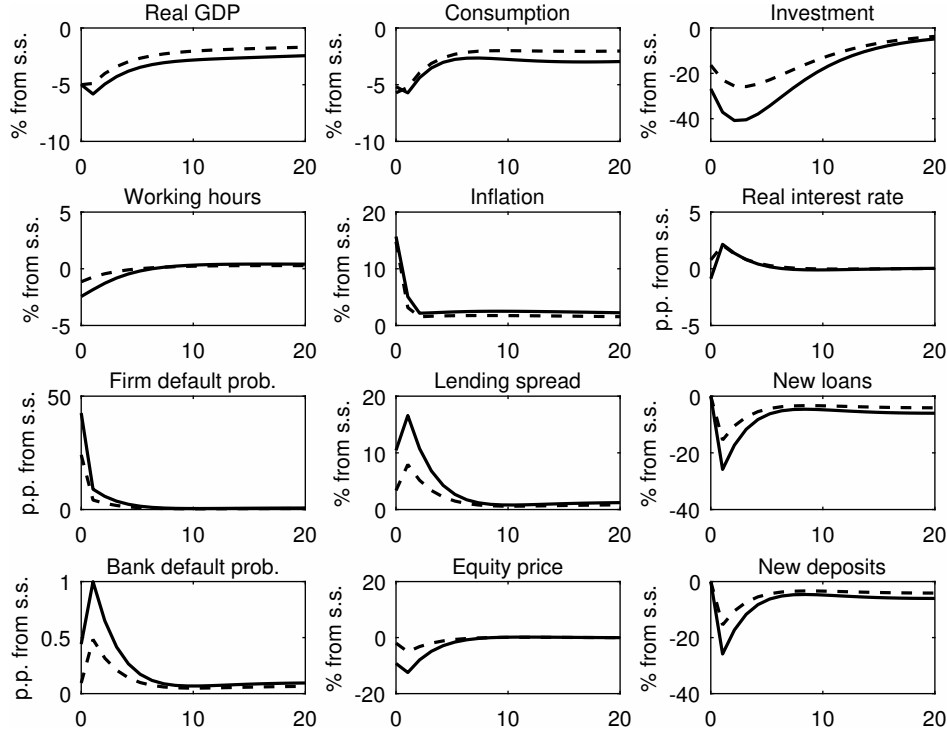 Real GDP
Consumption
Investment
% from s.s.
0
-5
-10
0 10 20
% from s.s.
0
-5
-10
0 10 20
% from s.s.
0
-20
-40
0 10 20
Working hours
Inflation
Real interest rate
% from s.s.
5
0
-5
0 10 20
% from s.s.
20
10
0
0 10 20
p.p. from s.s.
5
0
-5
0 10 20
Firm default prob.
Lending spread
New loans
p.p. from s.s.
50
0
0 10 20
% from s.s.
20
10
0
0 10 20
% from s.s.
0
-20
-40
0 10 20
Bank default prob.
Equity price
New deposits
p.p. from s.s.
1
0.5
0
0 10 20
% from s.s.
20
0
-20
0 10 20
% from s.s.
0
-20
-40
0 10 20